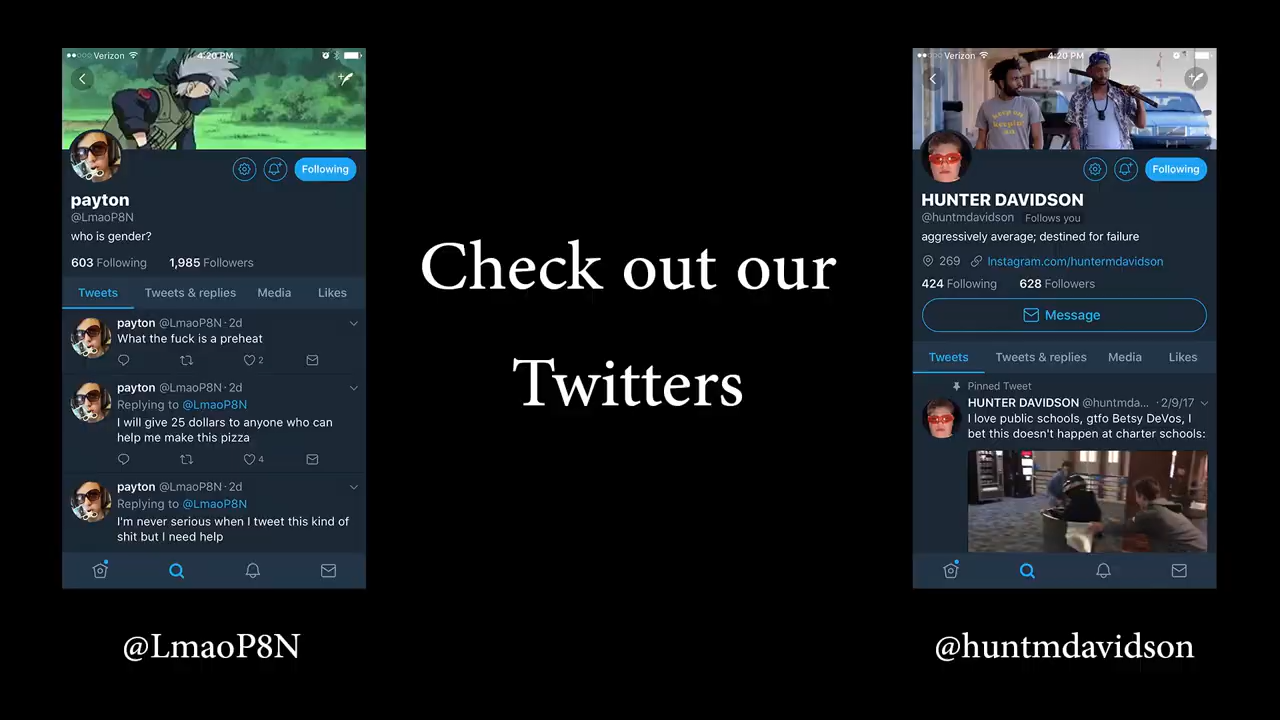 Verizon
4:20 PM
payton
@LmaoP8N
who is gender?
603 Following 1,985 Followers
Following
Tweets Tweets & replies Media Likes
payton @LmaoP8N · 2d
What the fuck is a preheat
2
payton @LmaoP8N · 2d
Replying to @LmaoP8N
I will give 25 dollars to anyone who can
help me make this pizza
4
payton @LmaoP8N · 2d
Replying to @LmaoP8N
I'm never serious when I tweet this kind of
shit but I need help
@LmaoP8N
Check out our
Twitters
Verizon
4:20 PM
keep on
keepin'
on
Following
HUNTER DAVIDSON
@huntmdavidson Follows you
aggressively average; destined for failure
269 Instagram.com/huntermdavidson
424 Following 628 Followers
Message
Tweets Tweets & replies Media Likes
Pinned Tweet
HUNTER DAVIDSON @huntmda... · 2/9/17
I love public schools, gtfo Betsy DeVos, I
bet this doesn't happen at charter schools:
@huntmdavidson